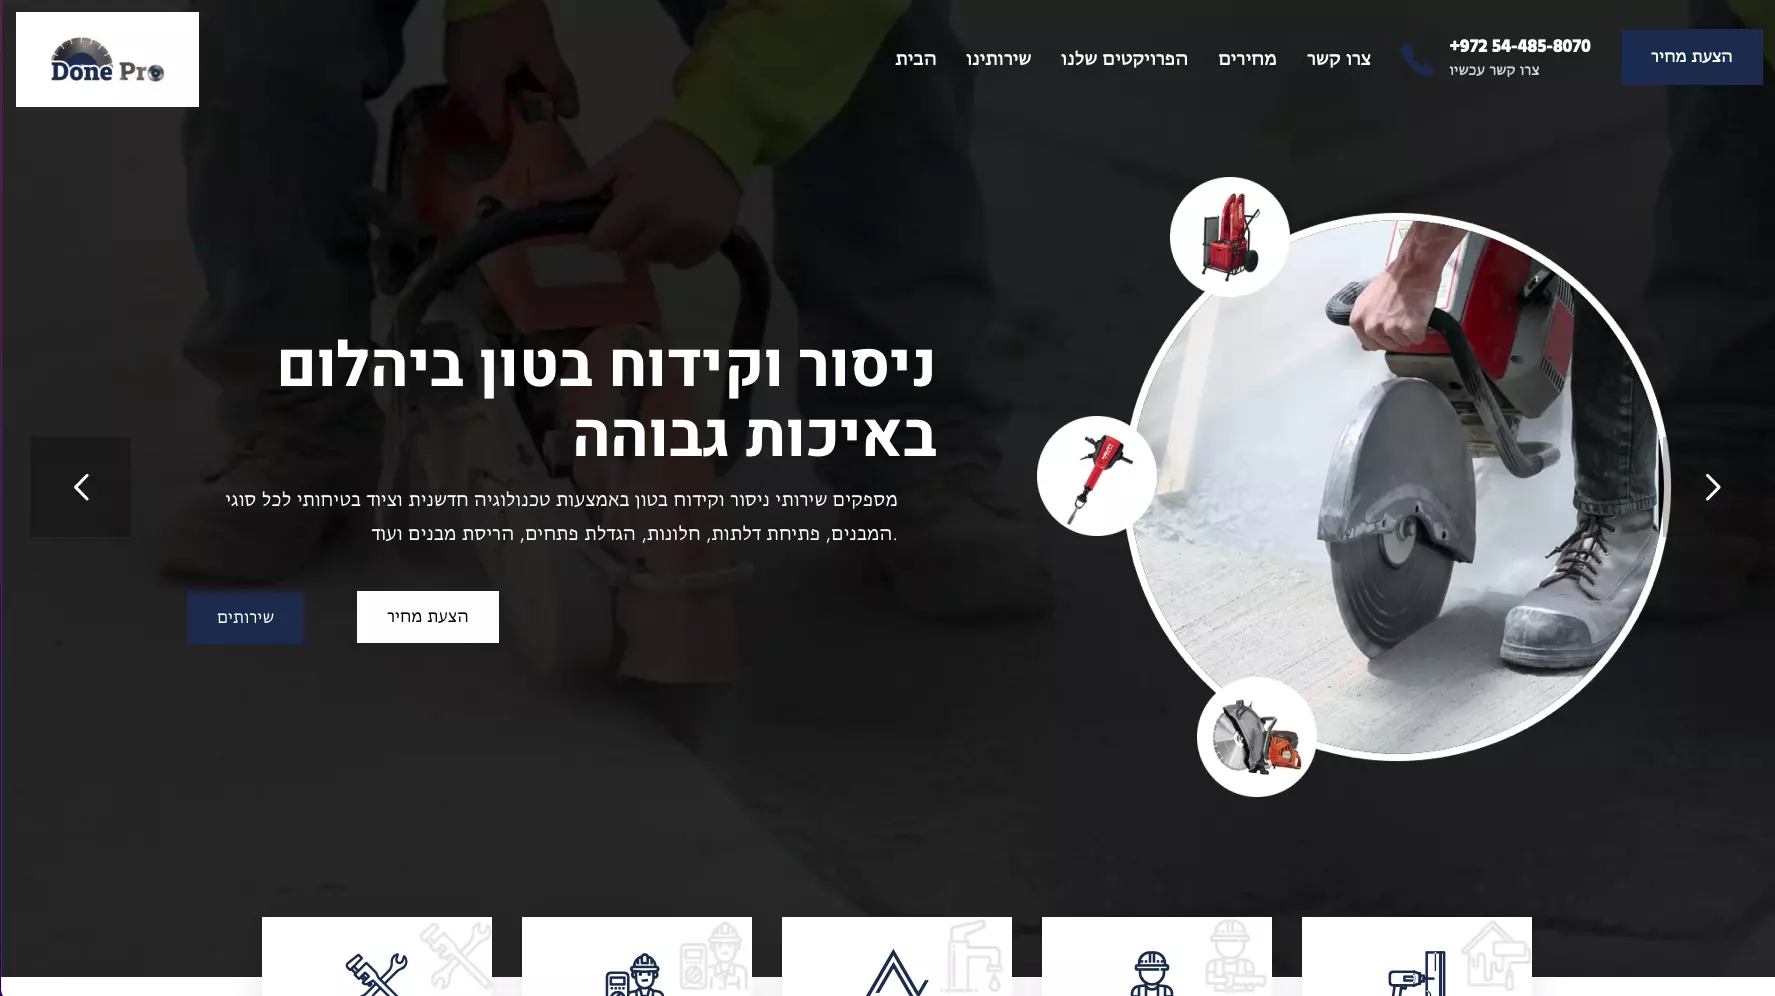 Done Pro
הבית
שירותינו
הפרויקטים שלנו
מחירים
צרו קשר
+972 54-485-8070
צרו קשר עכשיו
הצעת מחיר
ניסור וקידוח בטון ביהלום
באיכות גבוהה
מספקים שירותי ניסור וקידוח בטון באמצעות טכנולוגיה חדשנית וציוד בטיחותי לכל סוגי
המבנים, פתיחת דלתות, חלונות, הגדלת פתחים, הריסת מבנים ועוד.
הצעת מחיר
שירותים